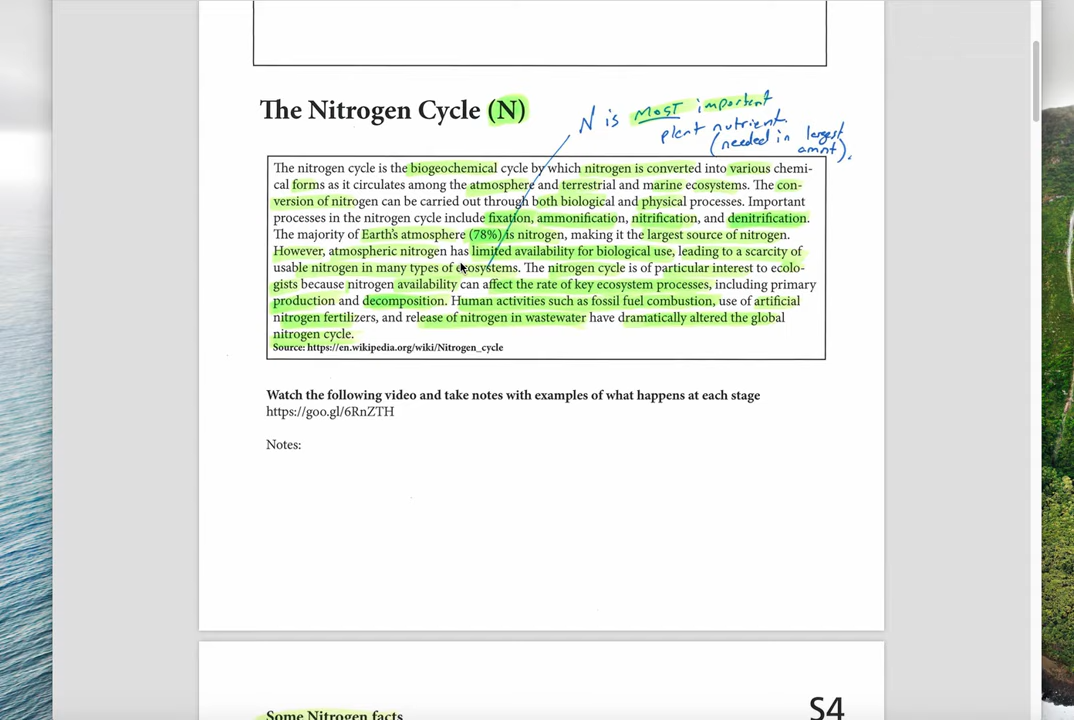 The Nitrogen Cycle (N)
N is MOST important
plant nutrient.
(needed in largest
amnt).
The nitrogen cycle is the biogeochemical cycle by which nitrogen is converted into various chemi-
cal forms as it circulates among the atmosphere and terrestrial and marine ecosystems. The con-
version of nitrogen can be carried out through both biological and physical processes. Important
processes in the nitrogen cycle include fixation, ammonification, nitrification, and denitrification.
The majority of Earth's atmosphere (78%) is nitrogen, making it the largest source of nitrogen.
However, atmospheric nitrogen has limited availability for biological use, leading to a scarcity of
usable nitrogen in many types of ecosystems. The nitrogen cycle is of particular interest to ecolo-
gists because nitrogen availability can affect the rate of key ecosystem processes, including primary
production and decomposition. Human activities such as fossil fuel combustion, use of artificial
nitrogen fertilizers, and release of nitrogen in wastewater have dramatically altered the global
nitrogen cycle.
Source: https://en.wikipedia.org/wiki/Nitrogen_cycle
Watch the following video and take notes with examples of what happens at each stage
https://goo.gl/6RnZTH
Notes:
Some Nitrogen facts
S4